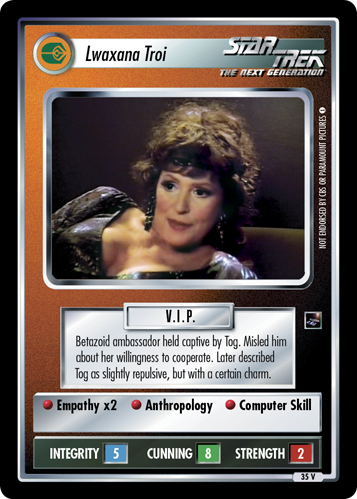 Lwaxana Troi
STAR TREK
THE NEXT GENERATION
NOT ENDORSED BY CBS OR PARAMOUNT PICTURES
V.I.P.
Betazoid ambassador held captive by Tog. Misled him
about her willingness to cooperate. Later described
Tog as slightly repulsive, but with a certain charm.
Empathy x2 Anthropology Computer Skill
INTEGRITY 5 CUNNING 8 STRENGTH 2
35 V